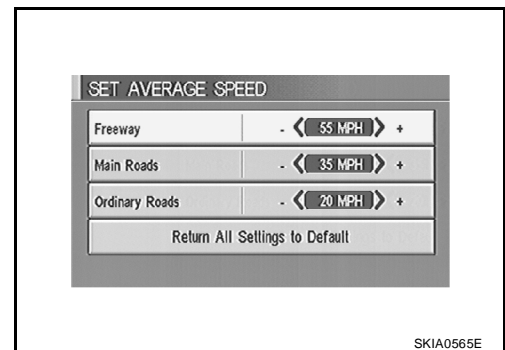 SET AVERAGE SPEED
Freeway - 55 MPH +
Main Roads - 35 MPH +
Ordinary Roads - 20 MPH +
Return All Settings to Default
SKIA0565E